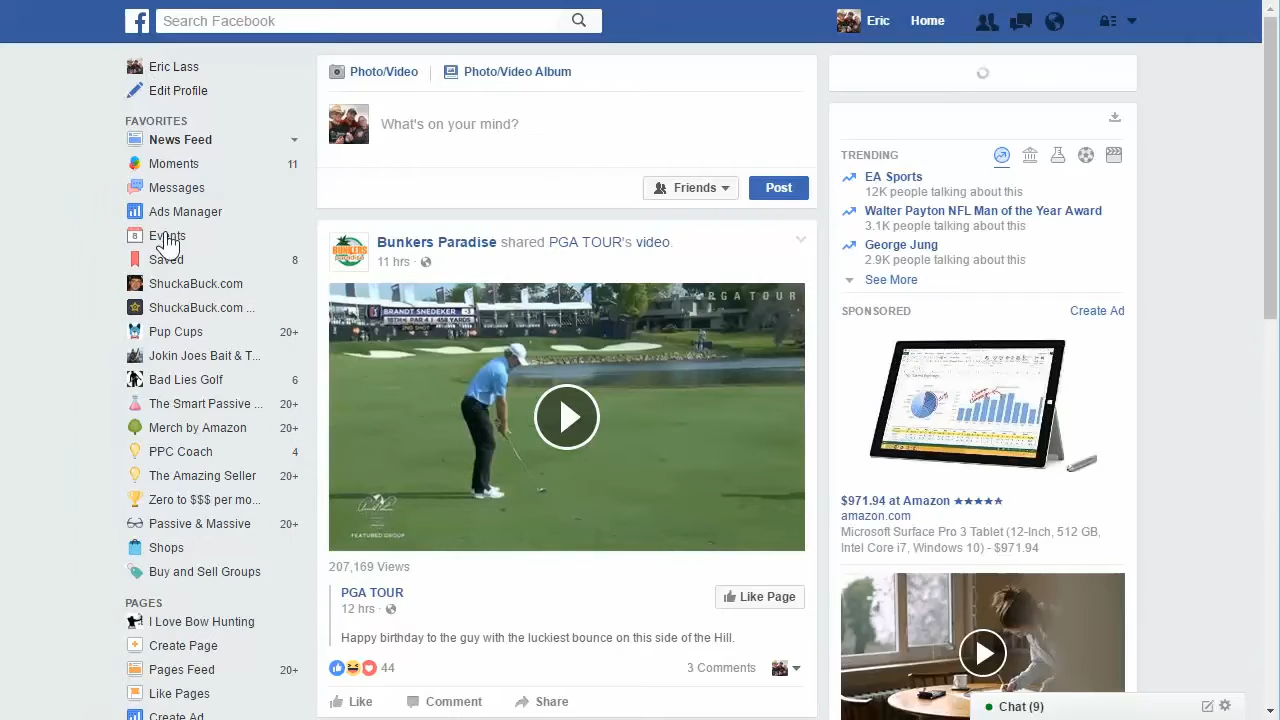 Search Facebook
Eric
Home
Eric Lass
Edit Profile
FAVORITES
News Feed
Moments 11
Messages
Ads Manager
Events
Saved 8
ShuckaBuck.com
ShuckaBuck.com ...
Pup Cups 20+
Jokin Joes Bait & T...
Bad Lies Golf 6
The Smart Passive ... 20+
Merch by Amazon 20+
PPC Coach 4
The Amazing Seller 20+
Zero to $$$ per mo...
Passive & Massive 20+
Shops
Buy and Sell Groups
PAGES
I Love Bow Hunting
Create Page
Pages Feed 20+
Like Pages
Create Ad
Photo/Video
Photo/Video Album
What's on your mind?
Friends
Post
Bunkers Paradise shared PGA TOUR's video.
11 hrs ·
PGA TOUR
BRANDT SNEDEKER
18TH · PAR 4 | 458 YARDS
2ND SHOT
FEATURED GROUP
207,169 Views
PGA TOUR
12 hrs ·
Like Page
Happy birthday to the guy with the luckiest bounce on this side of the Hill.
44
3 Comments
Like
Comment
Share
TRENDING
EA Sports
12K people talking about this
Walter Payton NFL Man of the Year Award
3.1K people talking about this
George Jung
2.9K people talking about this
See More
SPONSORED
Create Ad
$971.94 at Amazon ★★★★★
amazon.com
Microsoft Surface Pro 3 Tablet (12-Inch, 512 GB,
Intel Core i7, Windows 10) - $971.94
Chat (9)